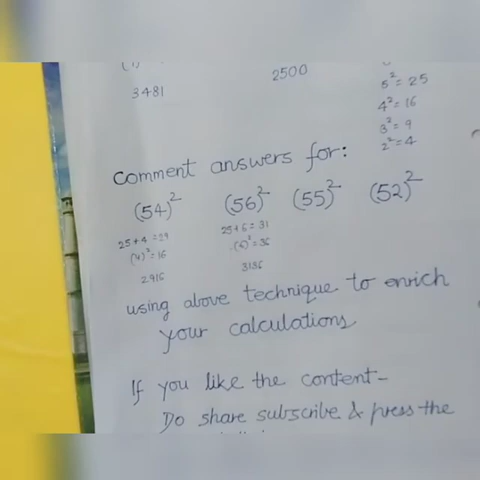 3481
2500
5² = 25
4² = 16
3² = 9
2² = 4
comment answers for:
(54)² (56)² (55)² (52)²
25+4 = 29 25+6 = 31
(4)² = 16 (6)² = 36
2916 3136
using above technique to enrich
your calculations
If you like the content-
Do share subscribe & press the